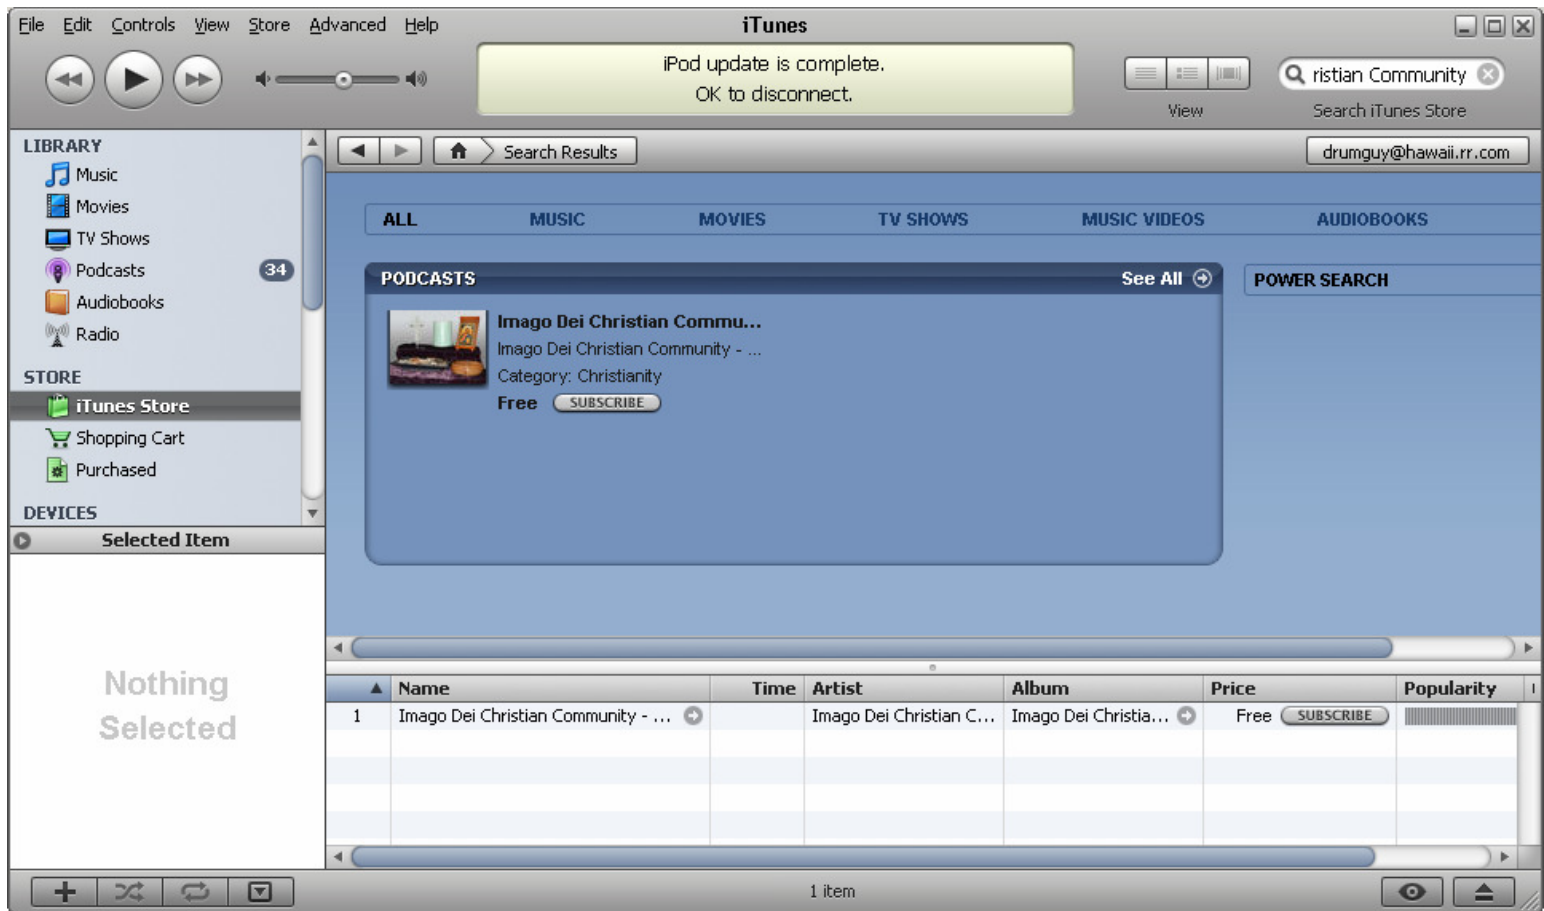 File Edit Controls View Store Advanced Help
iTunes
iPod update is complete.
OK to disconnect.
View
ristian Community
Search iTunes Store
LIBRARY
Music
Movies
TV Shows
Podcasts 34
Audiobooks
Radio
STORE
iTunes Store
Shopping Cart
Purchased
DEVICES
Selected Item
Nothing
Selected
Search Results
drumguy@hawaii.rr.com
ALL MUSIC MOVIES TV SHOWS MUSIC VIDEOS AUDIOBOOKS
PODCASTS See All
Imago Dei Christian Commu...
Imago Dei Christian Community - ...
Category: Christianity
Free SUBSCRIBE
POWER SEARCH
Name Time Artist Album Price Popularity
1 Imago Dei Christian Community - ... Imago Dei Christian C... Imago Dei Christia... Free SUBSCRIBE
1 item